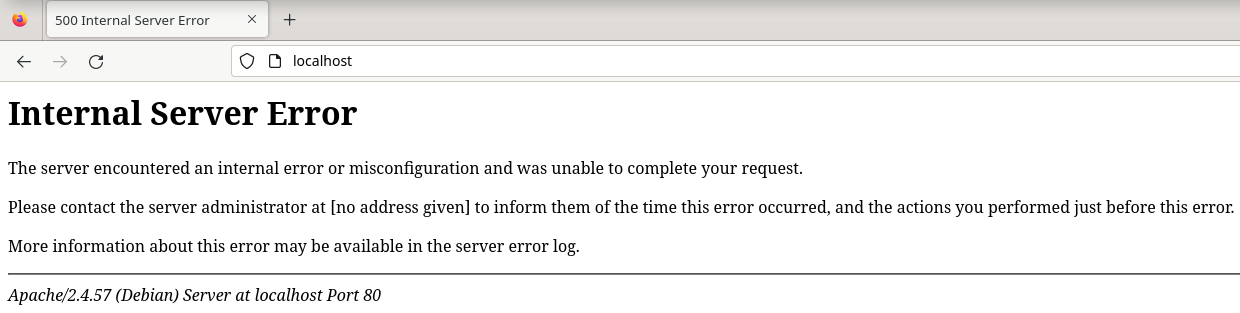 500 Internal Server Error
localhost
Internal Server Error
The server encountered an internal error or misconfiguration and was unable to complete your request.
Please contact the server administrator at [no address given] to inform them of the time this error occurred, and the actions you performed just before this error.
More information about this error may be available in the server error log.
Apache/2.4.57 (Debian) Server at localhost Port 80